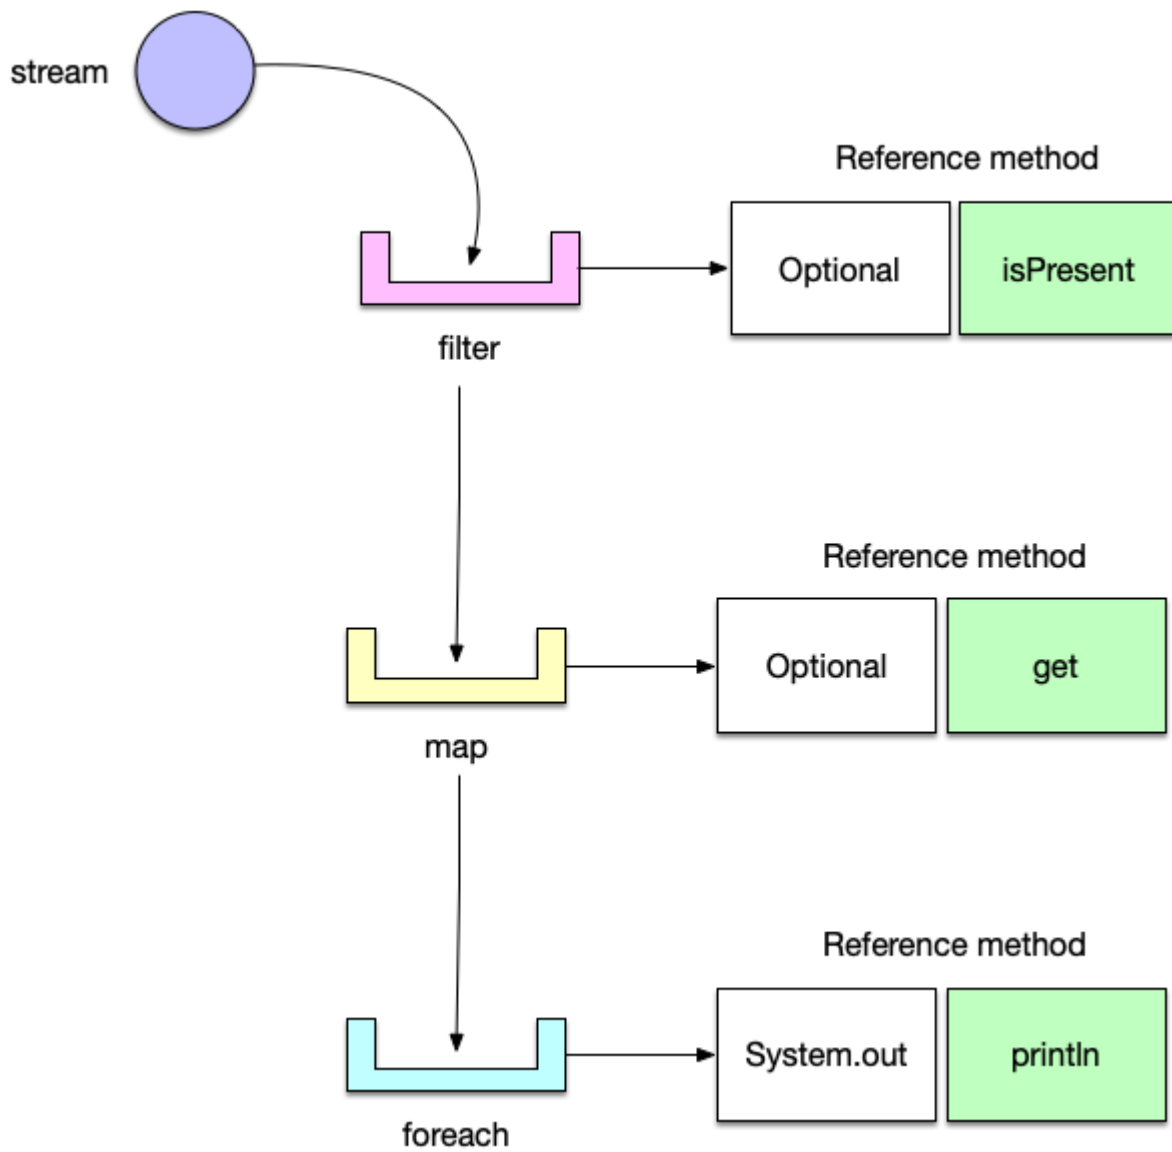 stream
Reference method
Optional
isPresent
filter
Reference method
Optional
get
map
Reference method
System.out
println
foreach